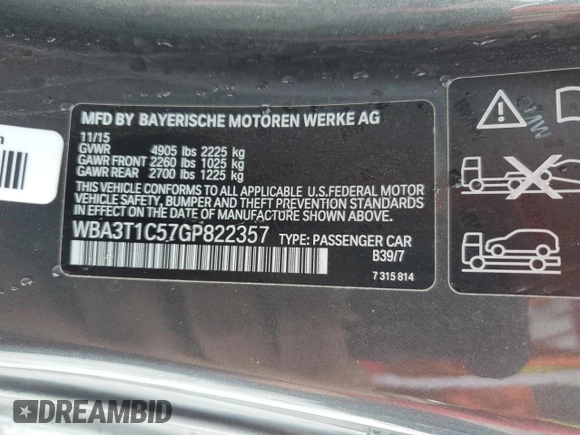 MFD BY BAYERISCHE MOTOREN WERKE AG
11/15
GVWR 4905 lbs 2225 kg
GAWR FRONT 2260 lbs 1025 kg
GAWR REAR 2700 lbs 1225 kg
THIS VEHICLE CONFORMS TO ALL APPLICABLE U.S.FEDERAL MOTOR
VEHICLE SAFETY, BUMPER, AND THEFT PREVENTION STANDARDS
IN EFFECT ON THE DATE OF MANUFACTURE SHOWN ABOVE.
WBA3T1C57GP822357 TYPE: PASSENGER CAR
B39/7
7 315 814
BMW
DREAMBID